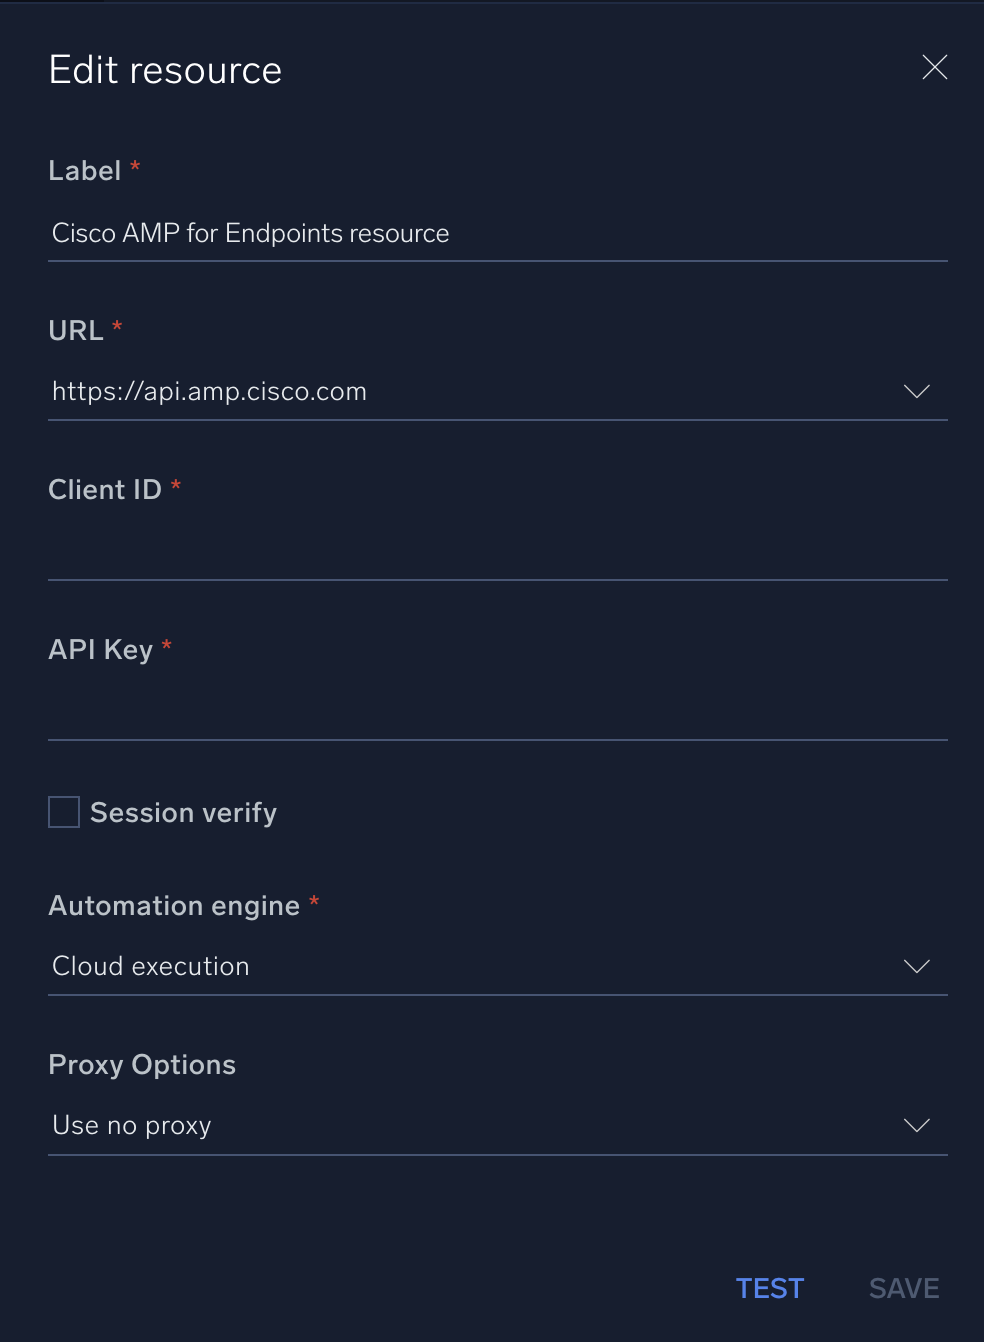 Edit resource
Label *
Cisco AMP for Endpoints resource
URL *
https://api.amp.cisco.com
Client ID *
API Key *
Session verify
Automation engine *
Cloud execution
Proxy Options
Use no proxy
TEST SAVE